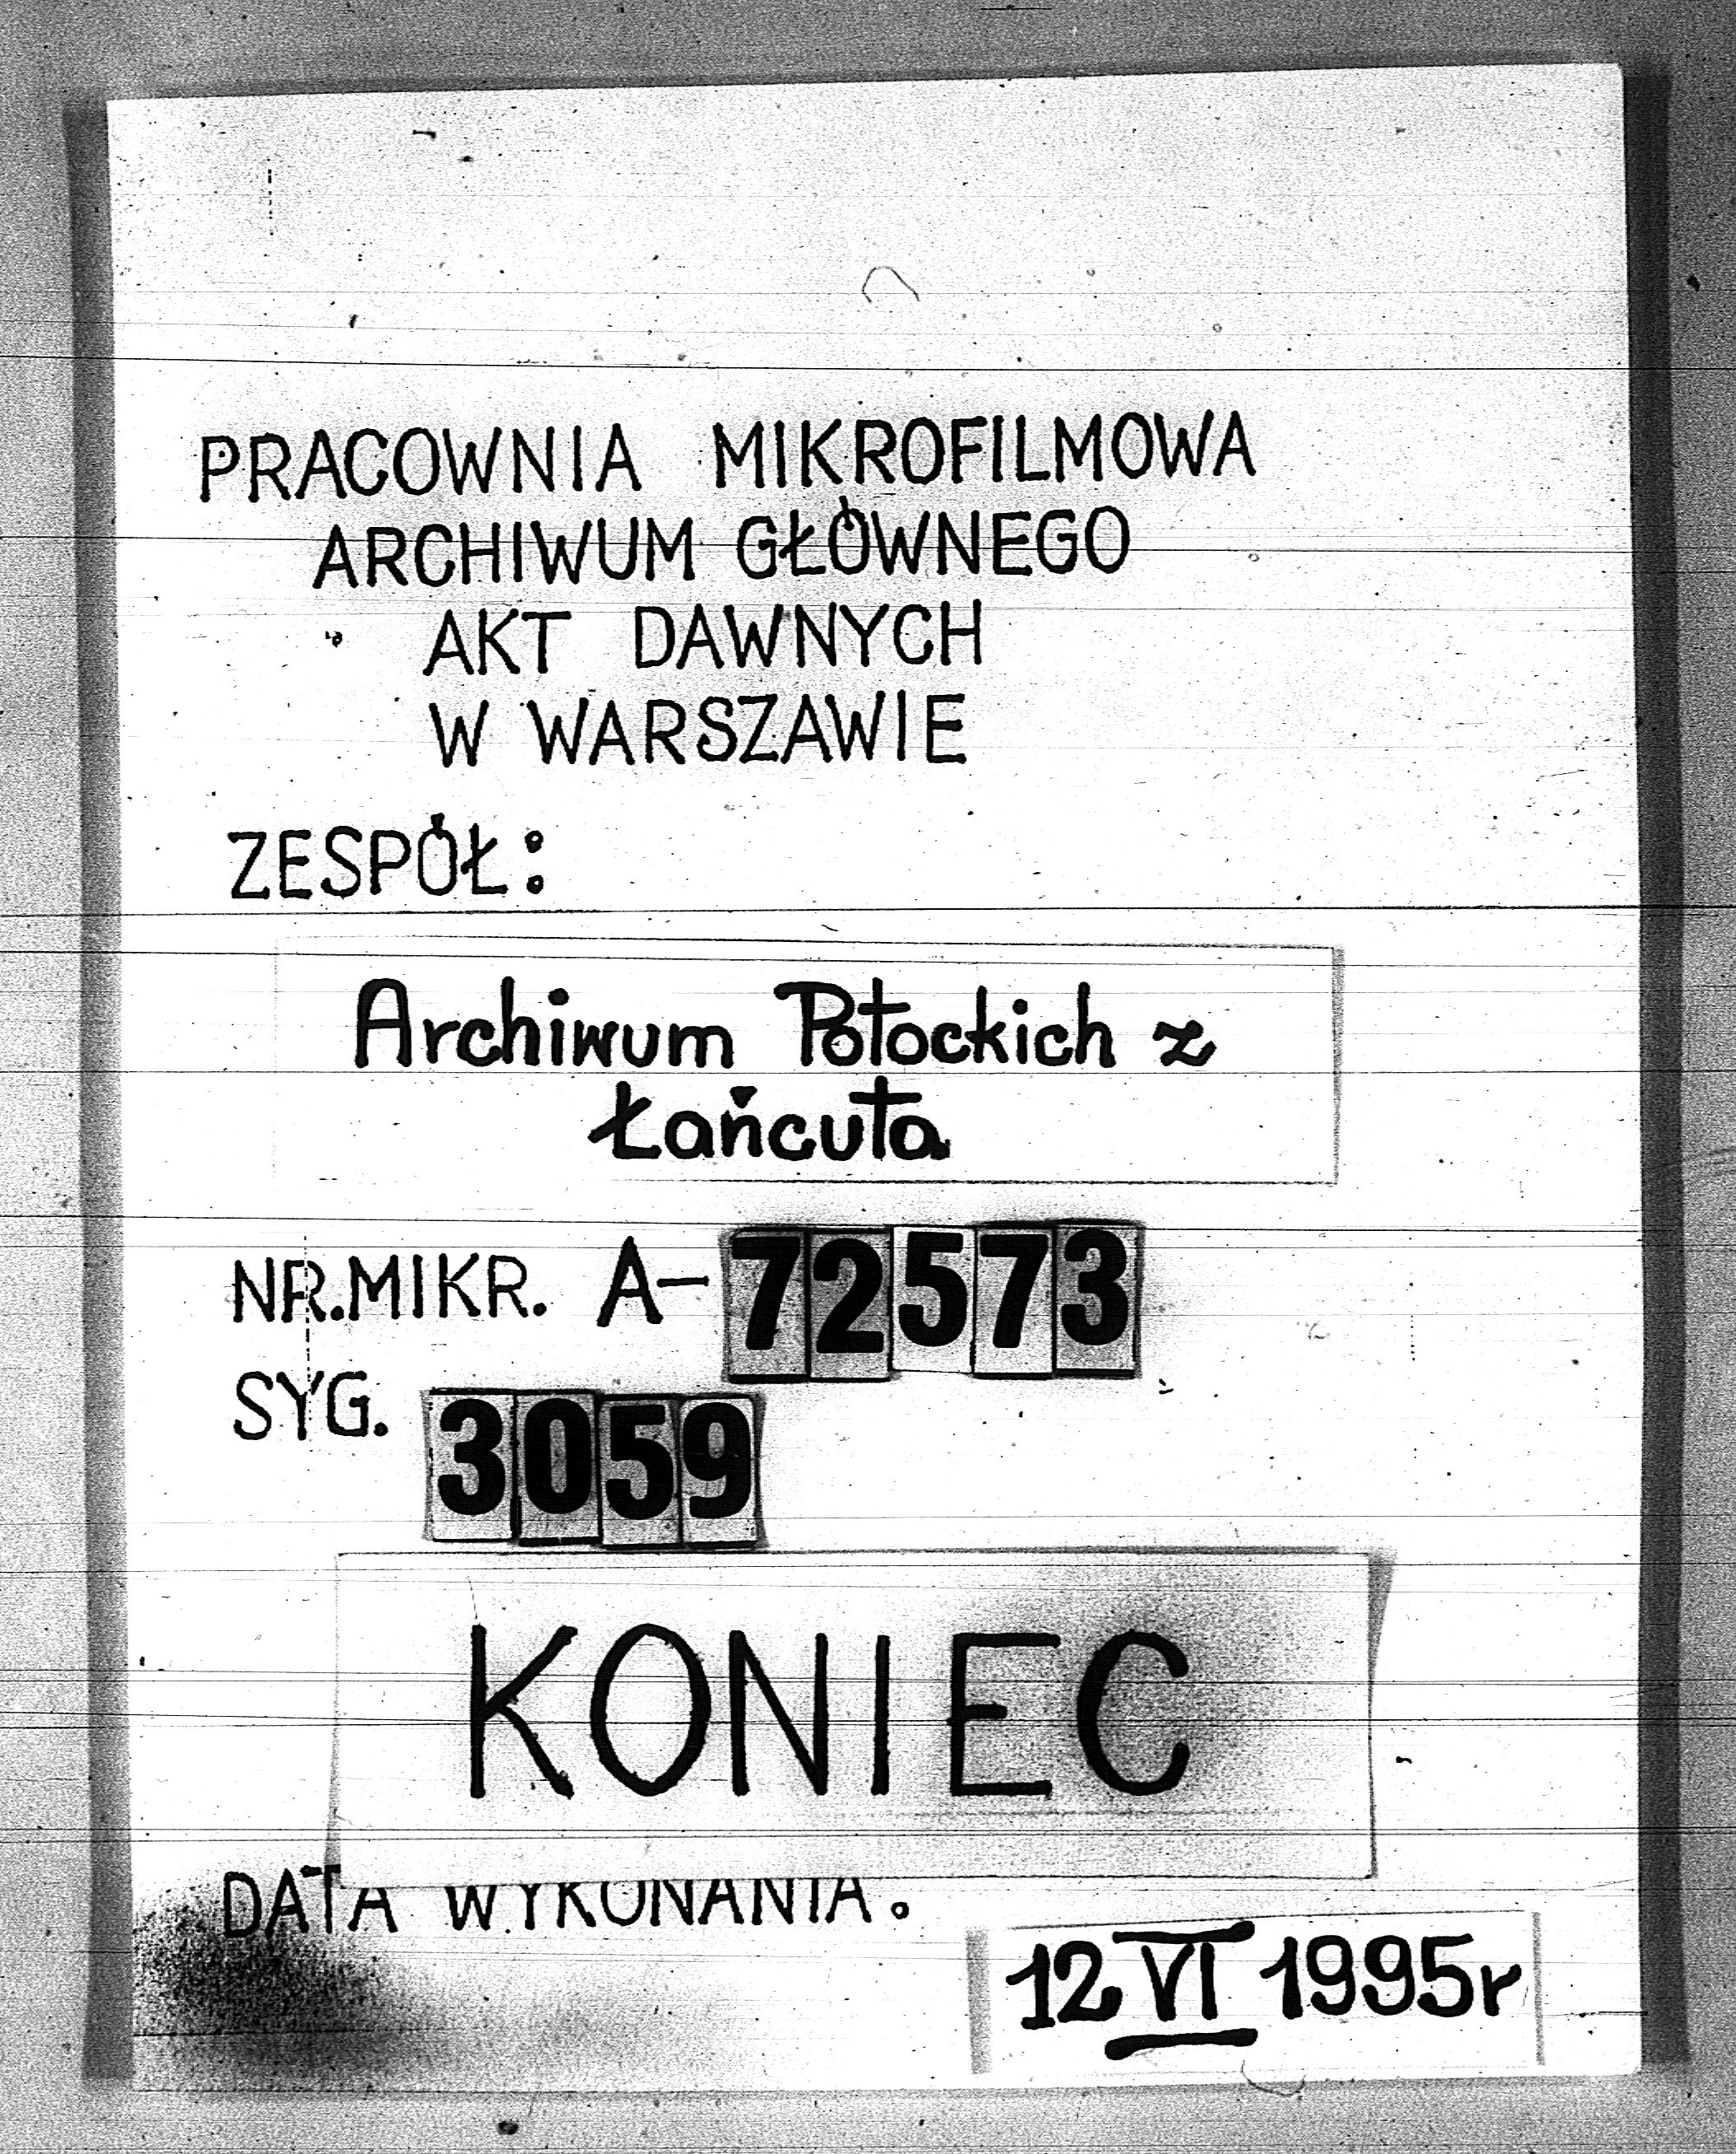 PRACOWNIA MIKROFILMOWA
ARCHIWUM GŁÓWNEGO
AKT DAWNYCH
W WARSZAWIE
ZESPÓŁ:
Archiwum Potockich z
Łańcuta
NR.MIKR. A-72573
SYG. 3059
KONIEC
DATA WYKONANIA:
12 VI 1995r